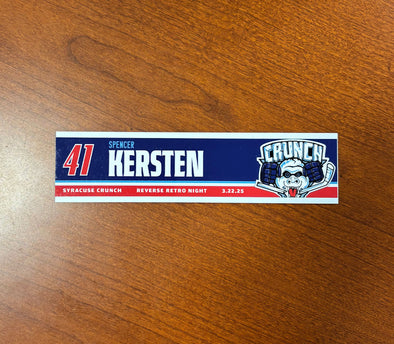 41
SPENCER
KERSTEN
CRUNCH
SYRACUSE CRUNCH REVERSE RETRO NIGHT 3.22.25